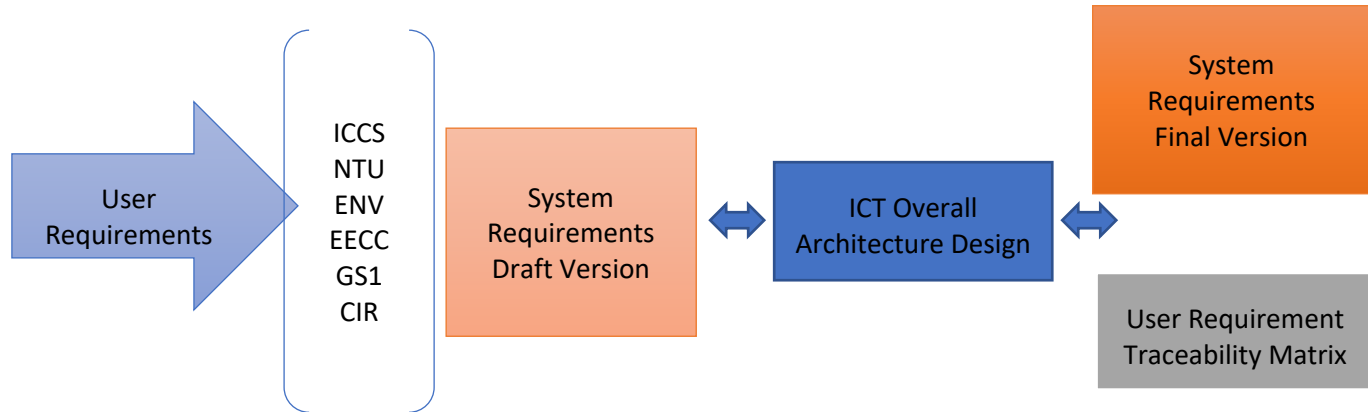 User
Requirements
ICCS
NTU
ENV
EECC
GS1
CIR
System
Requirements
Draft Version
ICT Overall
Architecture Design
System
Requirements
Final Version
User Requirement
Traceability Matrix